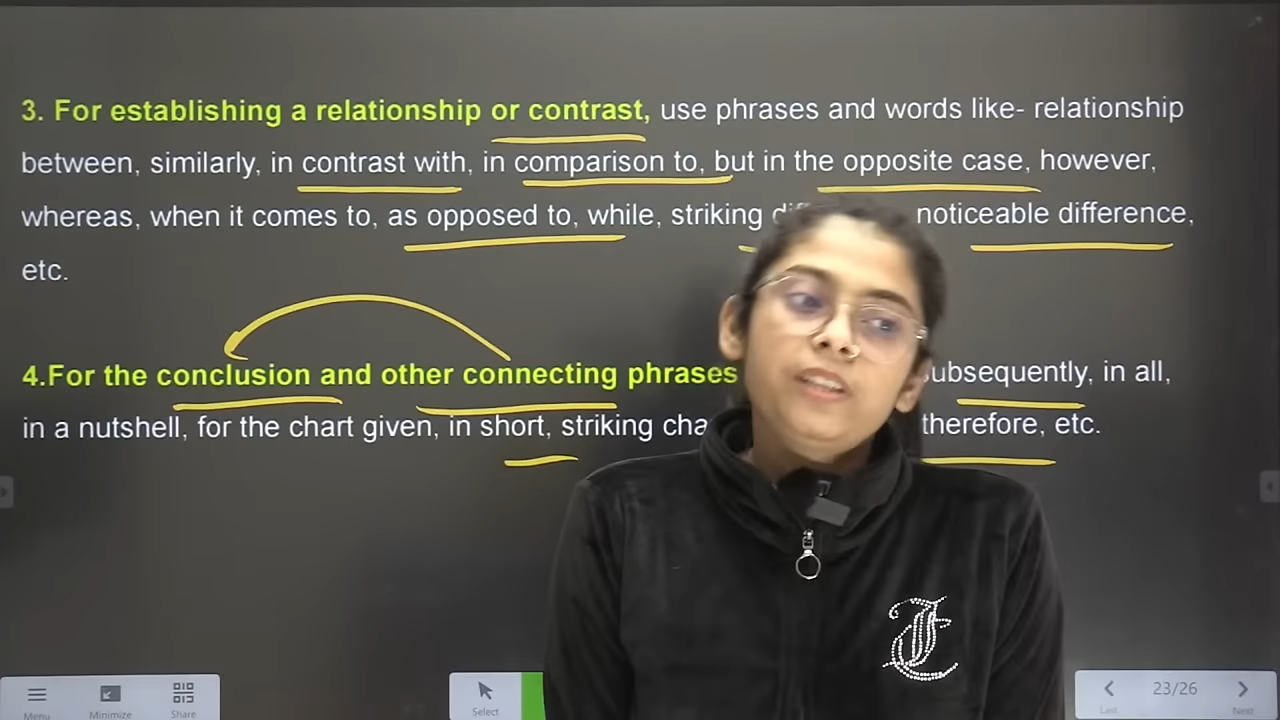 3. For establishing a relationship or contrast, use phrases and words like- relationship
between, similarly, in contrast with, in comparison to, but in the opposite case, however,
whereas, when it comes to, as opposed to, while, striking noticeable difference,
etc.
4.For the conclusion and other connecting phrases in all,
in a nutshell, for the chart given, in short, striking therefore, etc.
Menu
Minimize
Share
Select
Last
23/26
Next